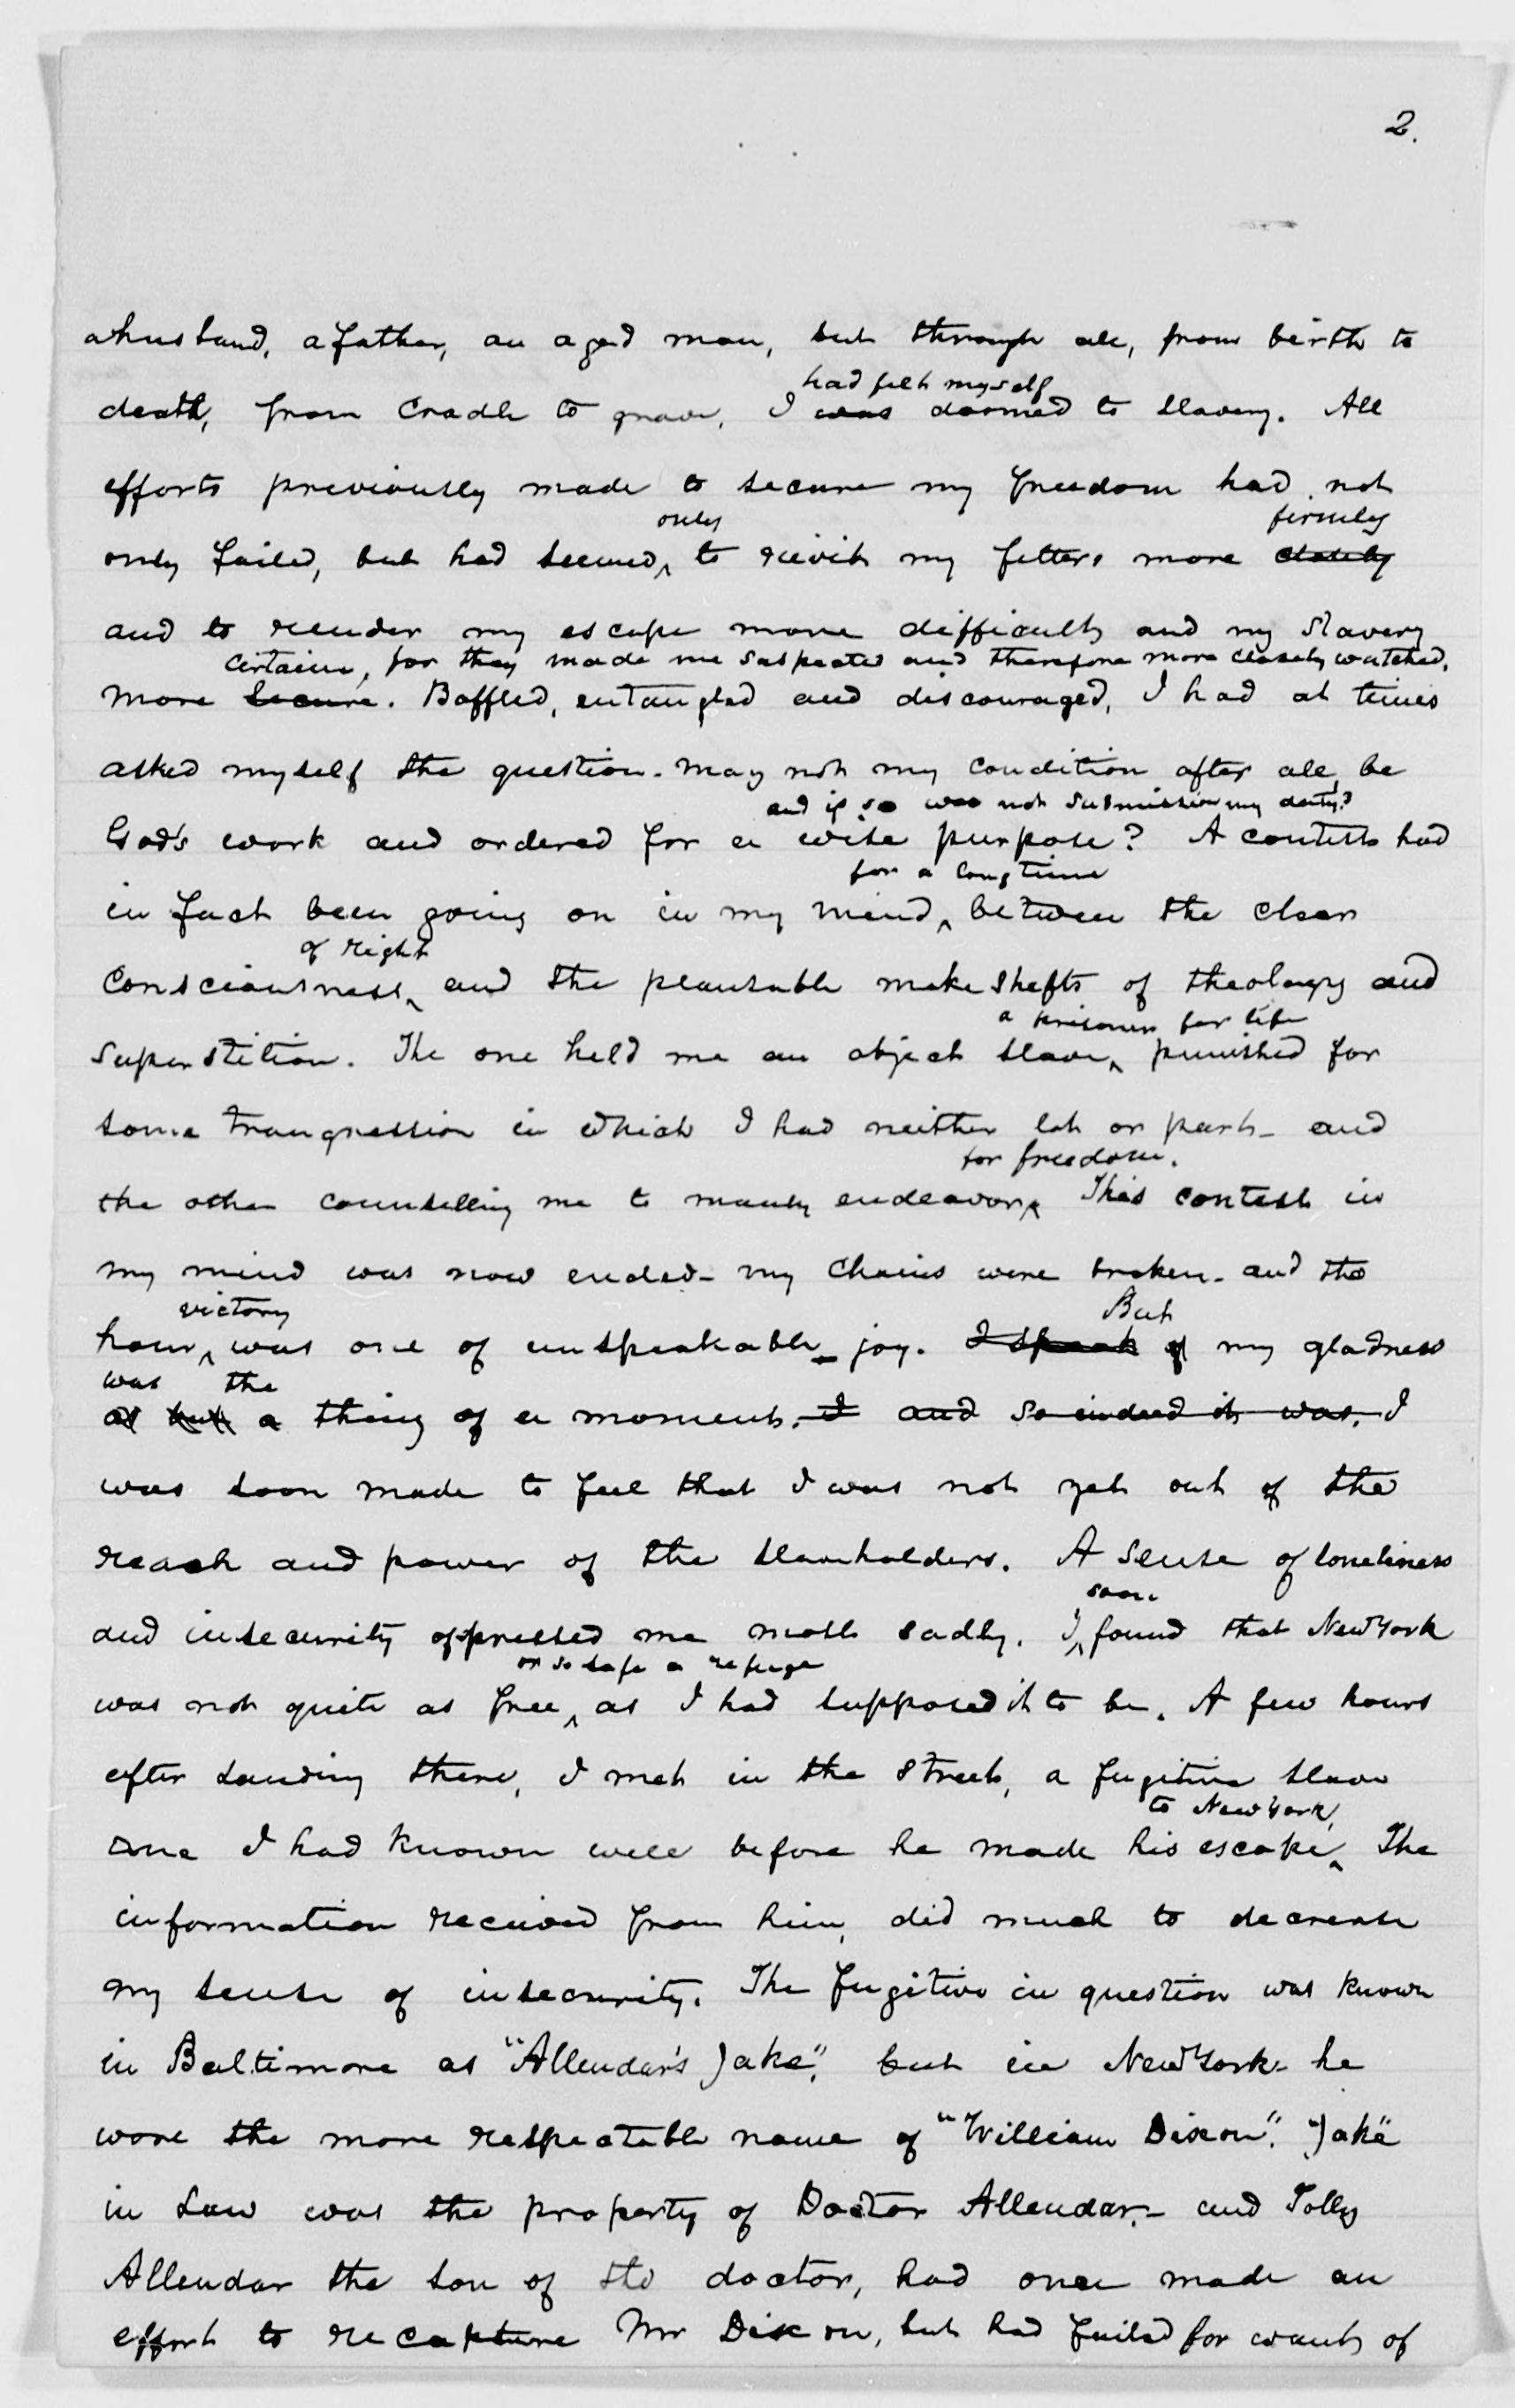 2.
a husband, a father, an aged man, but through all, from birth to
had felt myself
death, from cradle to grave, I was doomed to slavery. All
efforts previously made to secure my freedom had not
only firmly
only failed, but had seemed, to rivit my fetters more closely
and to render my escape more difficult and my slavery
certain, for they made me suspected and therefore more closely watched.
more secure. Baffled, entangled and discouraged, I had at times
asked myself the question. May not my condition after all, be
and if so was not submission my duty?
God's work and ordered for a wise purpose? A contest had
for a long time
in fact been going on in my mind, between the clear
of right
consciousness and the plausable make shefts of theology and
a prisoner for life
superstition. The one held me an abject slave, punished for
some trangression in which I had neither lot or part - and
for freedom.
the other counselling me to manly endeavor, This contest in
my mind was now ended - my chains were broken - and the
victory But
hour was one of unspeakable joy. I speak of my gladness
was the
as but a thing of a moment. I and so indeed it was. I
was soon made to feel that I was not yet out of the
reach and power of the slaveholders. A sense of loneliness
soon
and insecurity oppressed me most sadly. I found that New York
or so safe a refuge
was not quite as free, as I had supposed it to be. A few hours
after landing there, I met in the street, a fugitive slave
to New York,
one I had known well before he made his escape. The
information received from him, did much to decrease
my sense of insecurity. The fugitive in question was known
in Baltimore as "Allendar's Jake", but in New York - he
wore the more respectable name of "William Dixon". "Jake"
in law was the property of Doctor Allendar. - and Tolly
Allendar the son of the doctor, had once made an
effort to recapture Mr Dixon, but had failed for want of